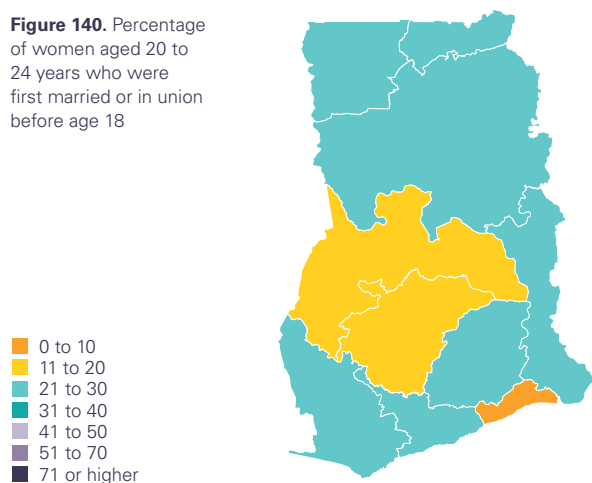 Figure 140. Percentage
of women aged 20 to
24 years who were
first married or in union
before age 18
0 to 10
11 to 20
21 to 30
31 to 40
41 to 50
51 to 70
71 or higher